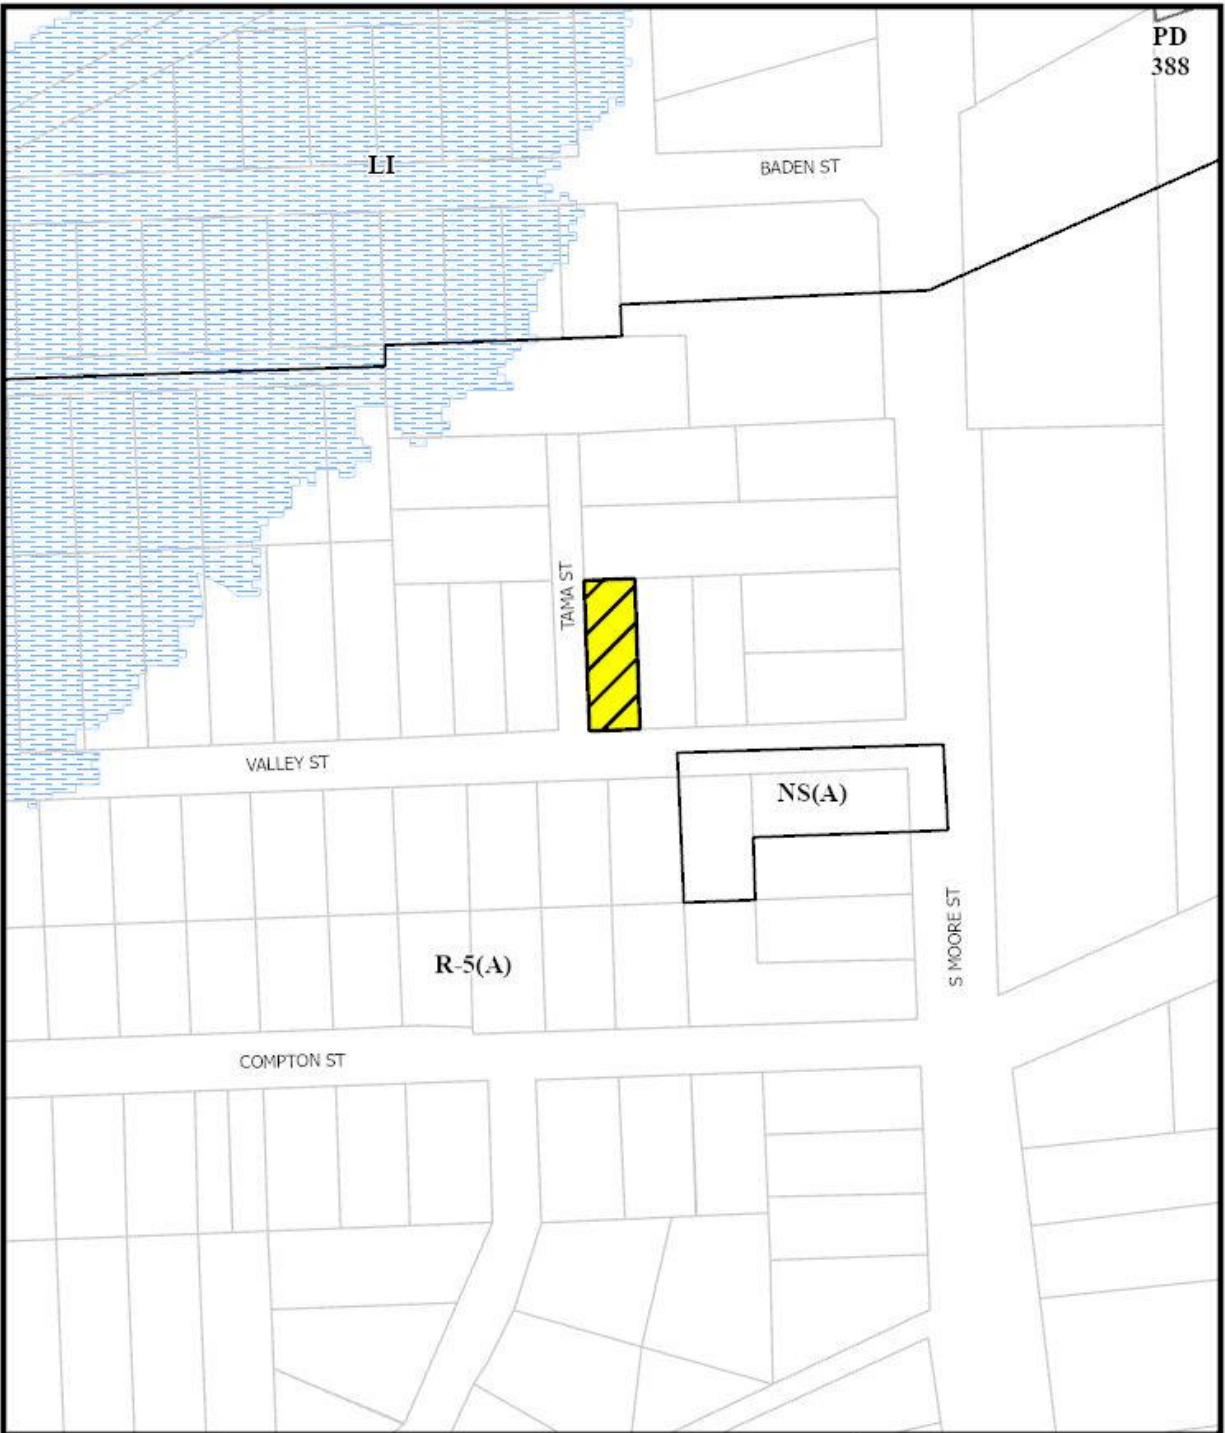 PD
388
LI
BADEN ST
TAMA ST
VALLEY ST
NS(A)
S MOORE ST
R-5(A)
COMPTON ST